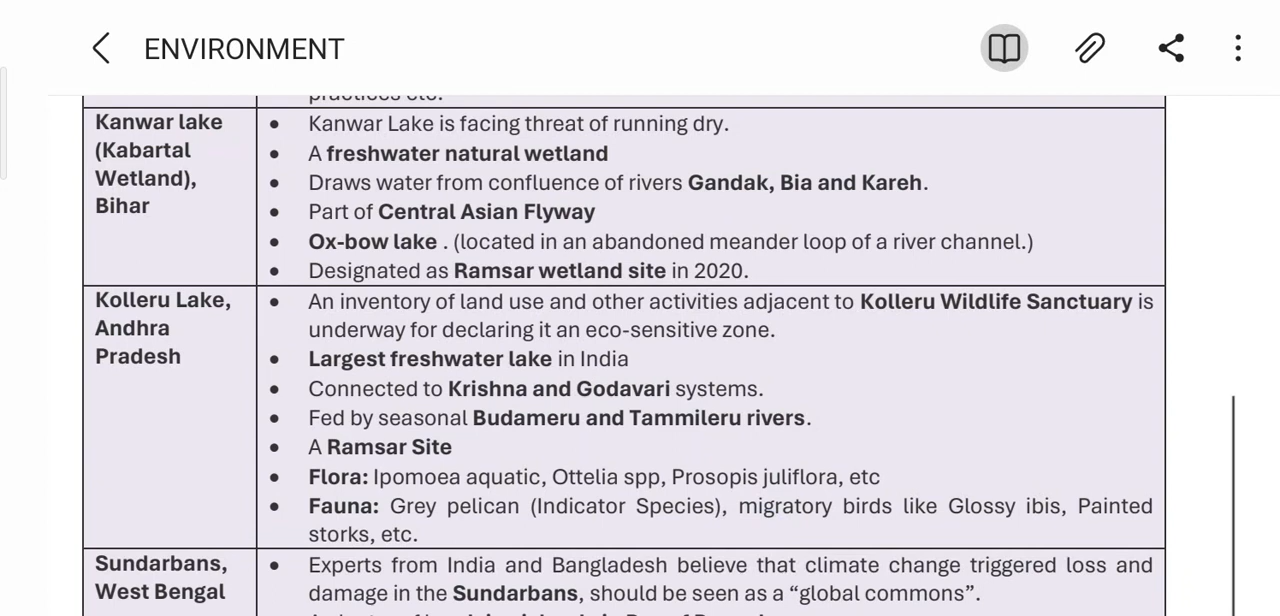 ENVIRONMENT
practices etc.
Kanwar lake
(Kabartal
Wetland),
Bihar
• Kanwar Lake is facing threat of running dry.
• A freshwater natural wetland
• Draws water from confluence of rivers Gandak, Bia and Kareh.
• Part of Central Asian Flyway
• Ox-bow lake . (located in an abandoned meander loop of a river channel.)
• Designated as Ramsar wetland site in 2020.
Kolleru Lake,
Andhra
Pradesh
• An inventory of land use and other activities adjacent to Kolleru Wildlife Sanctuary is
underway for declaring it an eco-sensitive zone.
• Largest freshwater lake in India
• Connected to Krishna and Godavari systems.
• Fed by seasonal Budameru and Tammileru rivers.
• A Ramsar Site
• Flora: Ipomoea aquatic, Ottelia spp, Prosopis juliflora, etc
• Fauna: Grey pelican (Indicator Species), migratory birds like Glossy ibis, Painted
storks, etc.
Sundarbans,
West Bengal
• Experts from India and Bangladesh believe that climate change triggered loss and
damage in the Sundarbans, should be seen as a “global commons”.